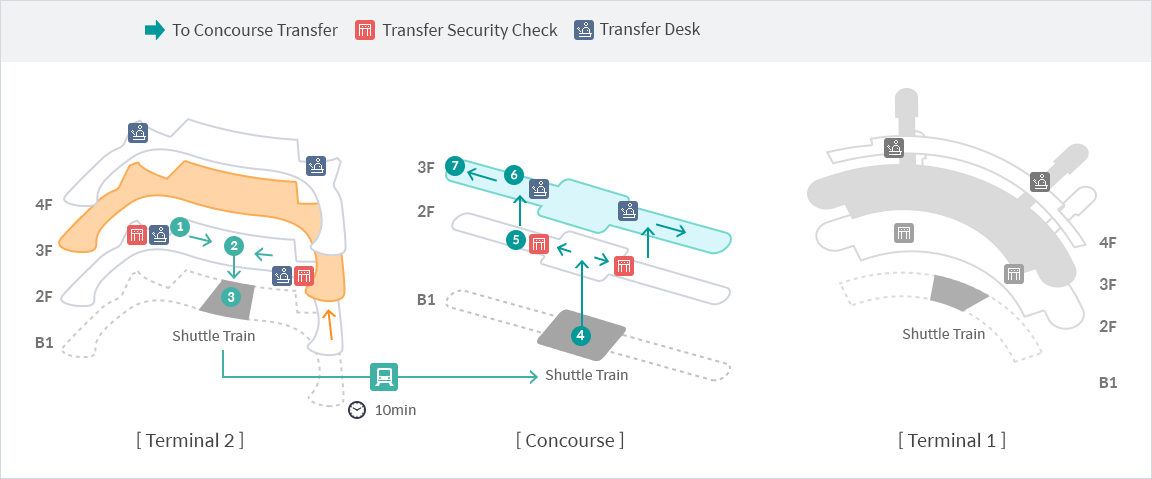 To Concourse Transfer
Transfer Security Check
Transfer Desk
4F
3F
2F
B1
1
2
3
Shuttle Train
10min
[ Terminal 2 ]
3F
2F
B1
7
6
5
4
Shuttle Train
[ Concourse ]
4F
3F
2F
B1
Shuttle Train
[ Terminal 1 ]